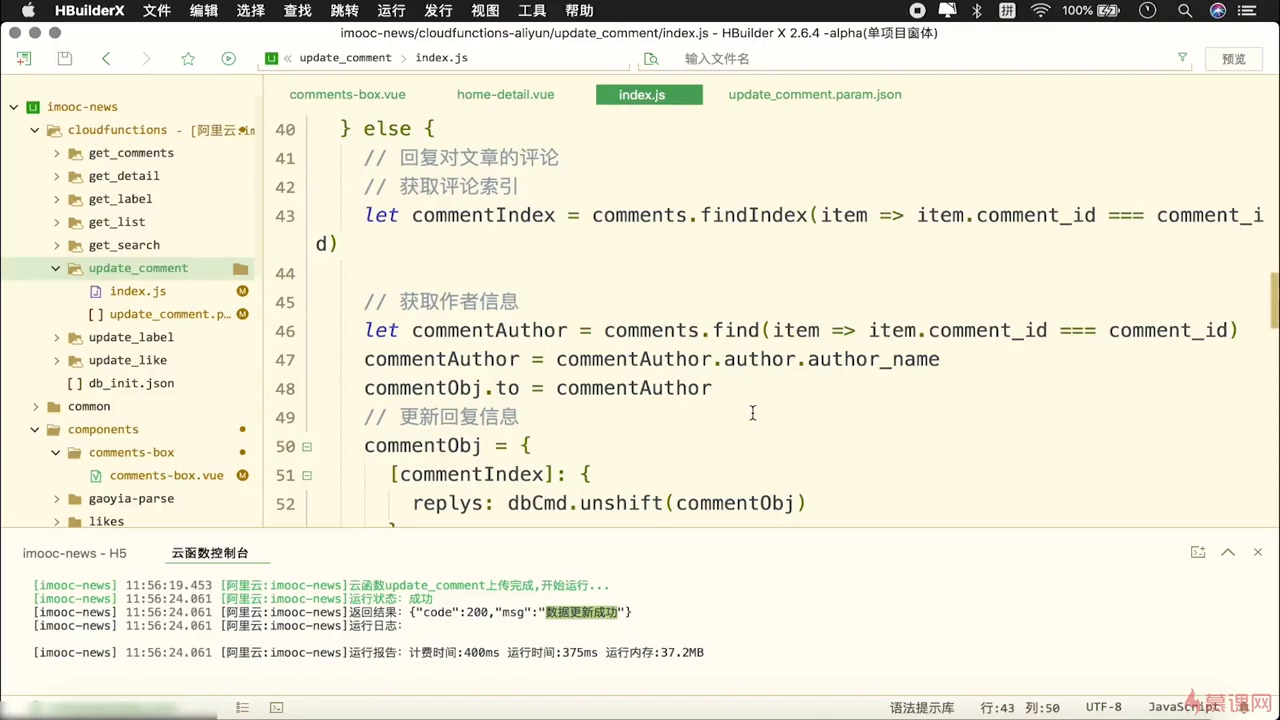 HBuilderX 文件 编辑 选择 查找 跳转 运行 发行 视图 工具 帮助 拼 100%
imooc-news/cloudfunctions-aliyun/update_comment/index.js - HBuilder X 2.6.4 -alpha(单项目窗体)
« update_comment > index.js 输入文件名 预览
comments-box.vue home-detail.vue index.js update_comment.param.json
imooc-news
cloudfunctions - [阿里云:im
get_comments
get_detail
get_label
get_list
get_search
update_comment
index.js M
[ ] update_comment.p… M
update_label
update_like
[ ] db_init.json
common
components
comments-box
comments-box.vue M
gaoyia-parse
likes
40 } else {
41 // 回复对文章的评论
42 // 获取评论索引
43 let commentIndex = comments.findIndex(item => item.comment_id === comment_i
d)
44
45 // 获取作者信息
46 let commentAuthor = comments.find(item => item.comment_id === comment_id)
47 commentAuthor = commentAuthor.author.author_name
48 commentObj.to = commentAuthor
49 // 更新回复信息
50 commentObj = {
51 [commentIndex]: {
52 replys: dbCmd.unshift(commentObj)
imooc-news - H5 云函数控制台
[imooc-news] 11:56:19.453 [阿里云:imooc-news]云函数update_comment上传完成,开始运行...
[imooc-news] 11:56:24.061 [阿里云:imooc-news]运行状态: 成功
[imooc-news] 11:56:24.061 [阿里云:imooc-news]返回结果: {"code":200,"msg":"数据更新成功"}
[imooc-news] 11:56:24.061 [阿里云:imooc-news]运行日志:
[imooc-news] 11:56:24.061 [阿里云:imooc-news]运行报告: 计费时间:400ms 运行时间:375ms 运行内存:37.2MB
语法提示库 行:43 列:50 UTF-8 JavaScript
慕课网